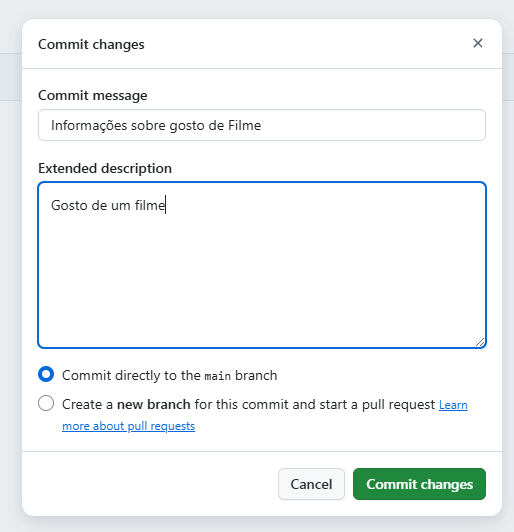 Commit changes
Commit message
Informações sobre gosto de Filme
Extended description
Gosto de um filme
Commit directly to the main branch
Create a new branch for this commit and start a pull request Learn
more about pull requests
Cancel
Commit changes